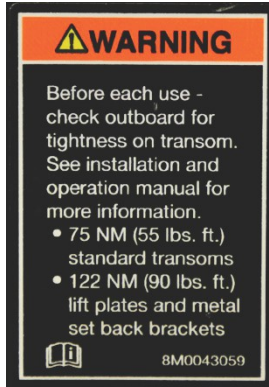 WARNING
Before each use -
check outboard for
tightness on transom.
See installation and
operation manual for
more information.
• 75 NM (55 lbs. ft.)
standard transoms
• 122 NM (90 lbs. ft.)
lift plates and metal
set back brackets
8M0043059